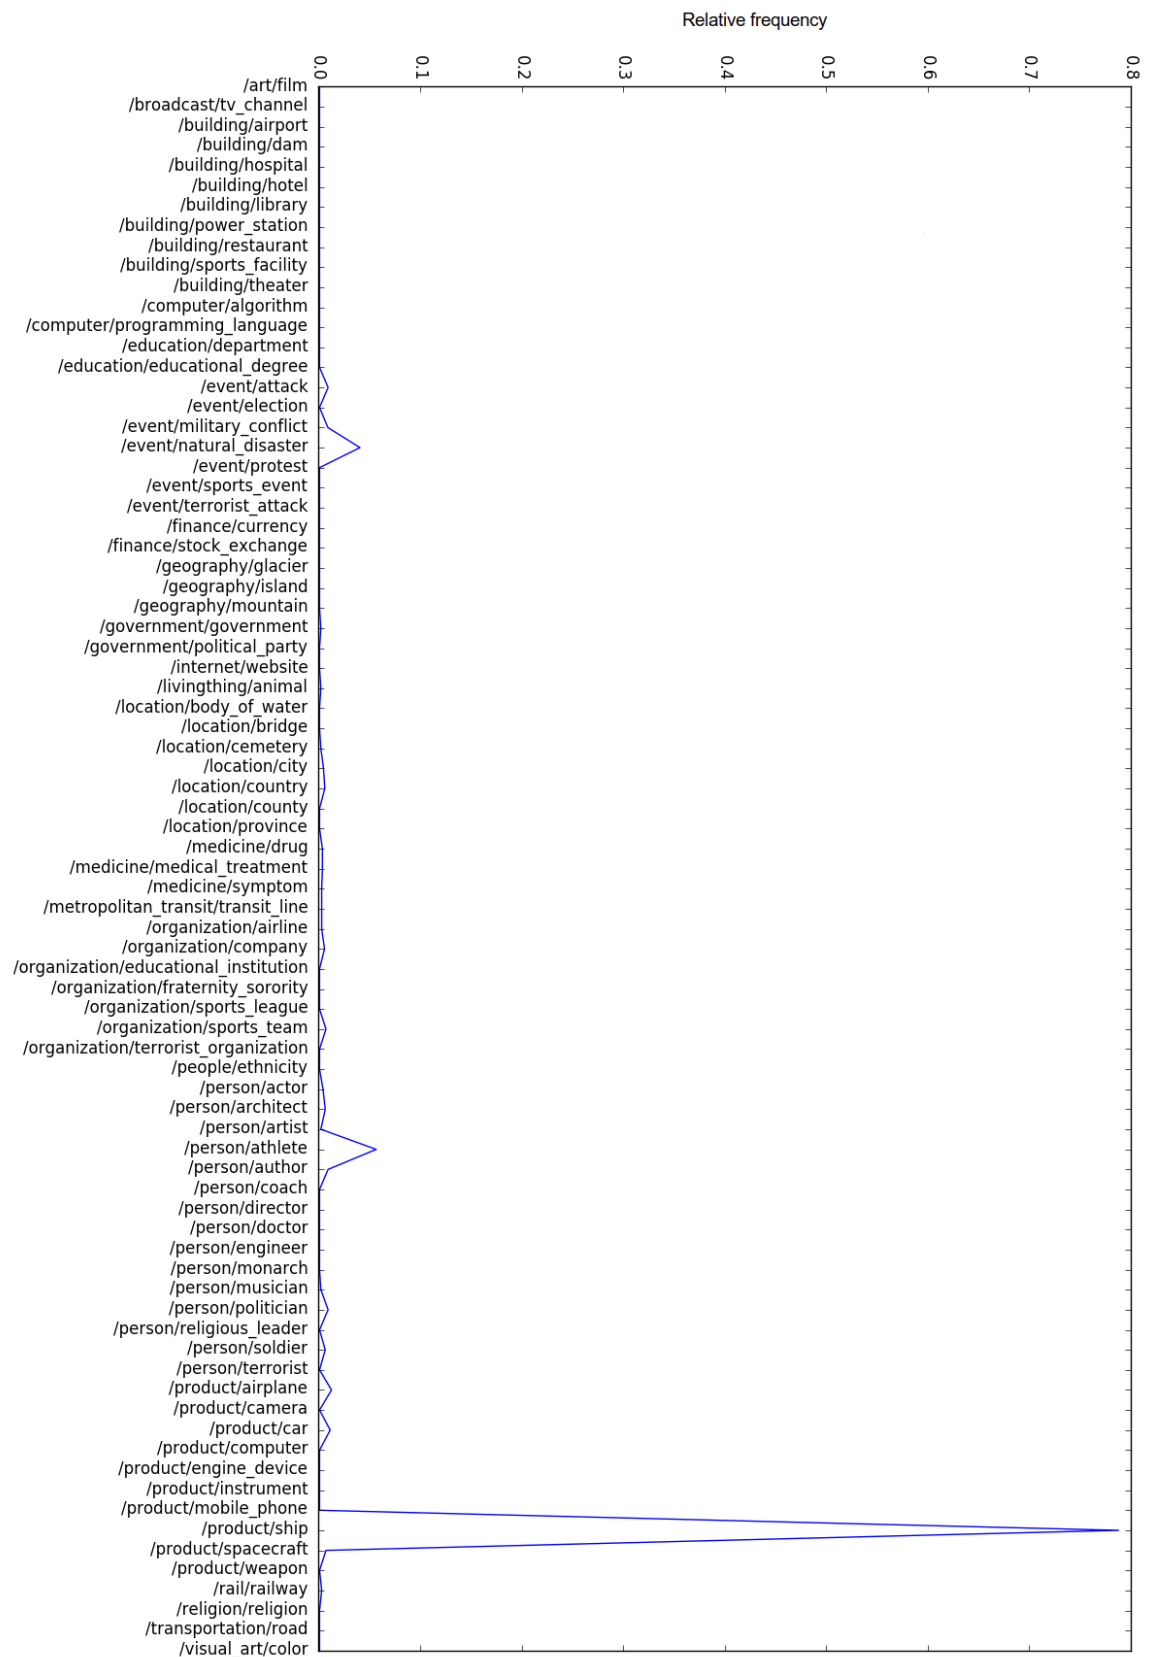 Relative frequency
0.0 0.1 0.2 0.3 0.4 0.5 0.6 0.7 0.8
/art/film
/broadcast/tv_channel
/building/airport
/building/dam
/building/hospital
/building/hotel
/building/library
/building/power_station
/building/restaurant
/building/sports_facility
/building/theater
/computer/algorithm
/computer/programming_language
/education/department
/education/educational_degree
/event/attack
/event/election
/event/military_conflict
/event/natural_disaster
/event/protest
/event/sports_event
/event/terrorist_attack
/finance/currency
/finance/stock_exchange
/geography/glacier
/geography/island
/geography/mountain
/government/government
/government/political_party
/internet/website
/livingthing/animal
/location/body_of_water
/location/bridge
/location/cemetery
/location/city
/location/country
/location/county
/location/province
/medicine/drug
/medicine/medical_treatment
/medicine/symptom
/metropolitan_transit/transit_line
/organization/airline
/organization/company
/organization/educational_institution
/organization/fraternity_sorority
/organization/sports_league
/organization/sports_team
/organization/terrorist_organization
/people/ethnicity
/person/actor
/person/architect
/person/artist
/person/athlete
/person/author
/person/coach
/person/director
/person/doctor
/person/engineer
/person/monarch
/person/musician
/person/politician
/person/religious_leader
/person/soldier
/person/terrorist
/product/airplane
/product/camera
/product/car
/product/computer
/product/engine_device
/product/instrument
/product/mobile_phone
/product/ship
/product/spacecraft
/product/weapon
/rail/railway
/religion/religion
/transportation/road
/visual_art/color